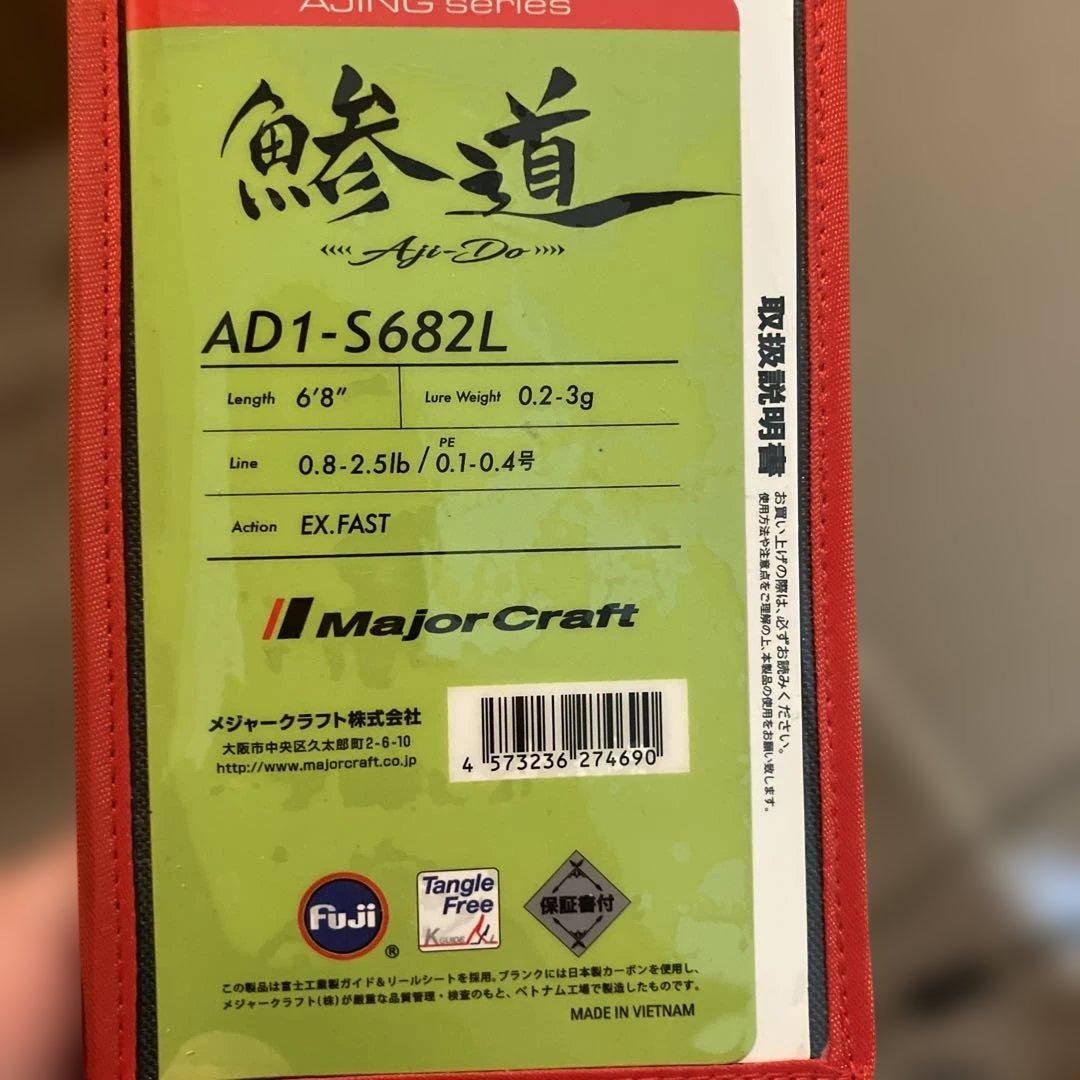 AJING series
鯵道
Aji-Do
AD1-S682L
Length 6'8" Lure Weight 0.2-3g
Line 0.8-2.5lb / PE 0.1-0.4号
Action EX.FAST
Major Craft
メジャークラフト株式会社
大阪市中央区久太郎町2-6-10
http://www.majorcraft.co.jp
4 573236 274690
Fuji ®
Tangle
Free
K GUIDE
保証書付
この製品は富士工業製ガイド&リールシートを採用。ブランクには日本製カーボンを使用し、
メジャークラフト(株)が厳重な品質管理・検査のもと、ベトナム工場で製造したものです。
MADE IN VIETNAM
取扱説明書
お買い上げの際は、必ずお読みください。
使用方法や注意点をご理解の上、本製品の使用をお願い致します。